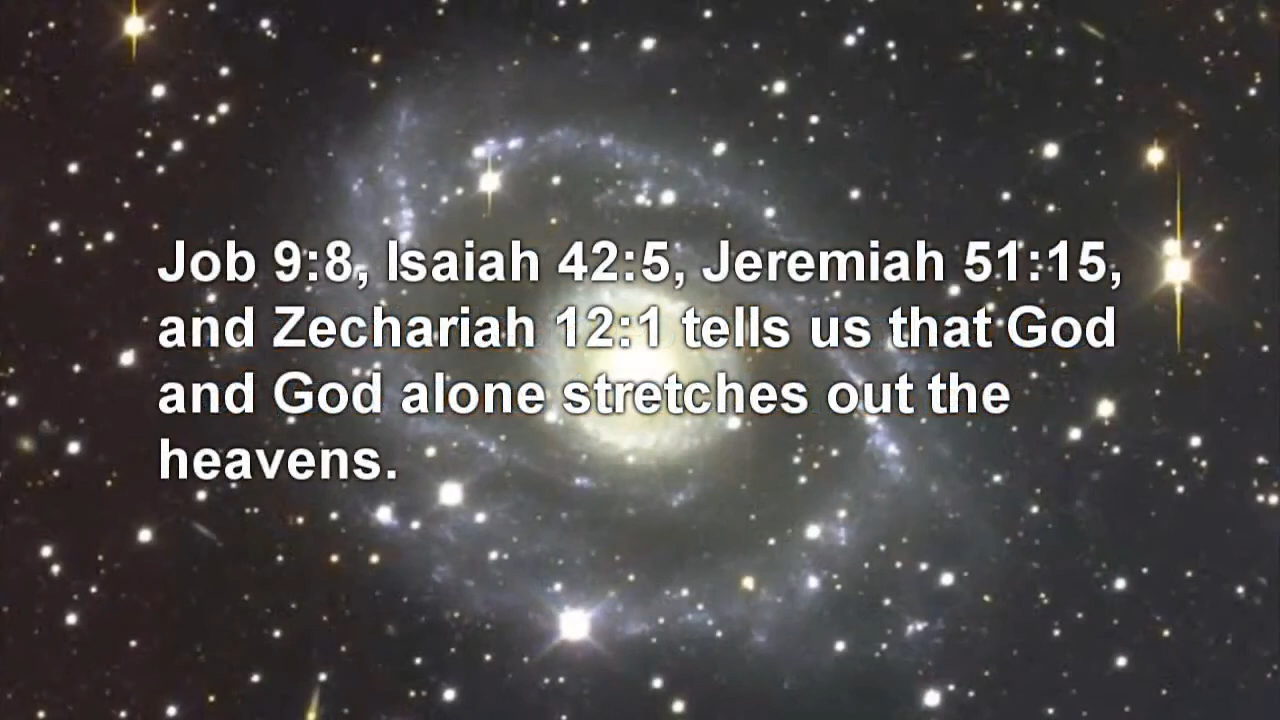 Job 9:8, Isaiah 42:5, Jeremiah 51:15,
and Zechariah 12:1 tells us that God
and God alone stretches out the
heavens.